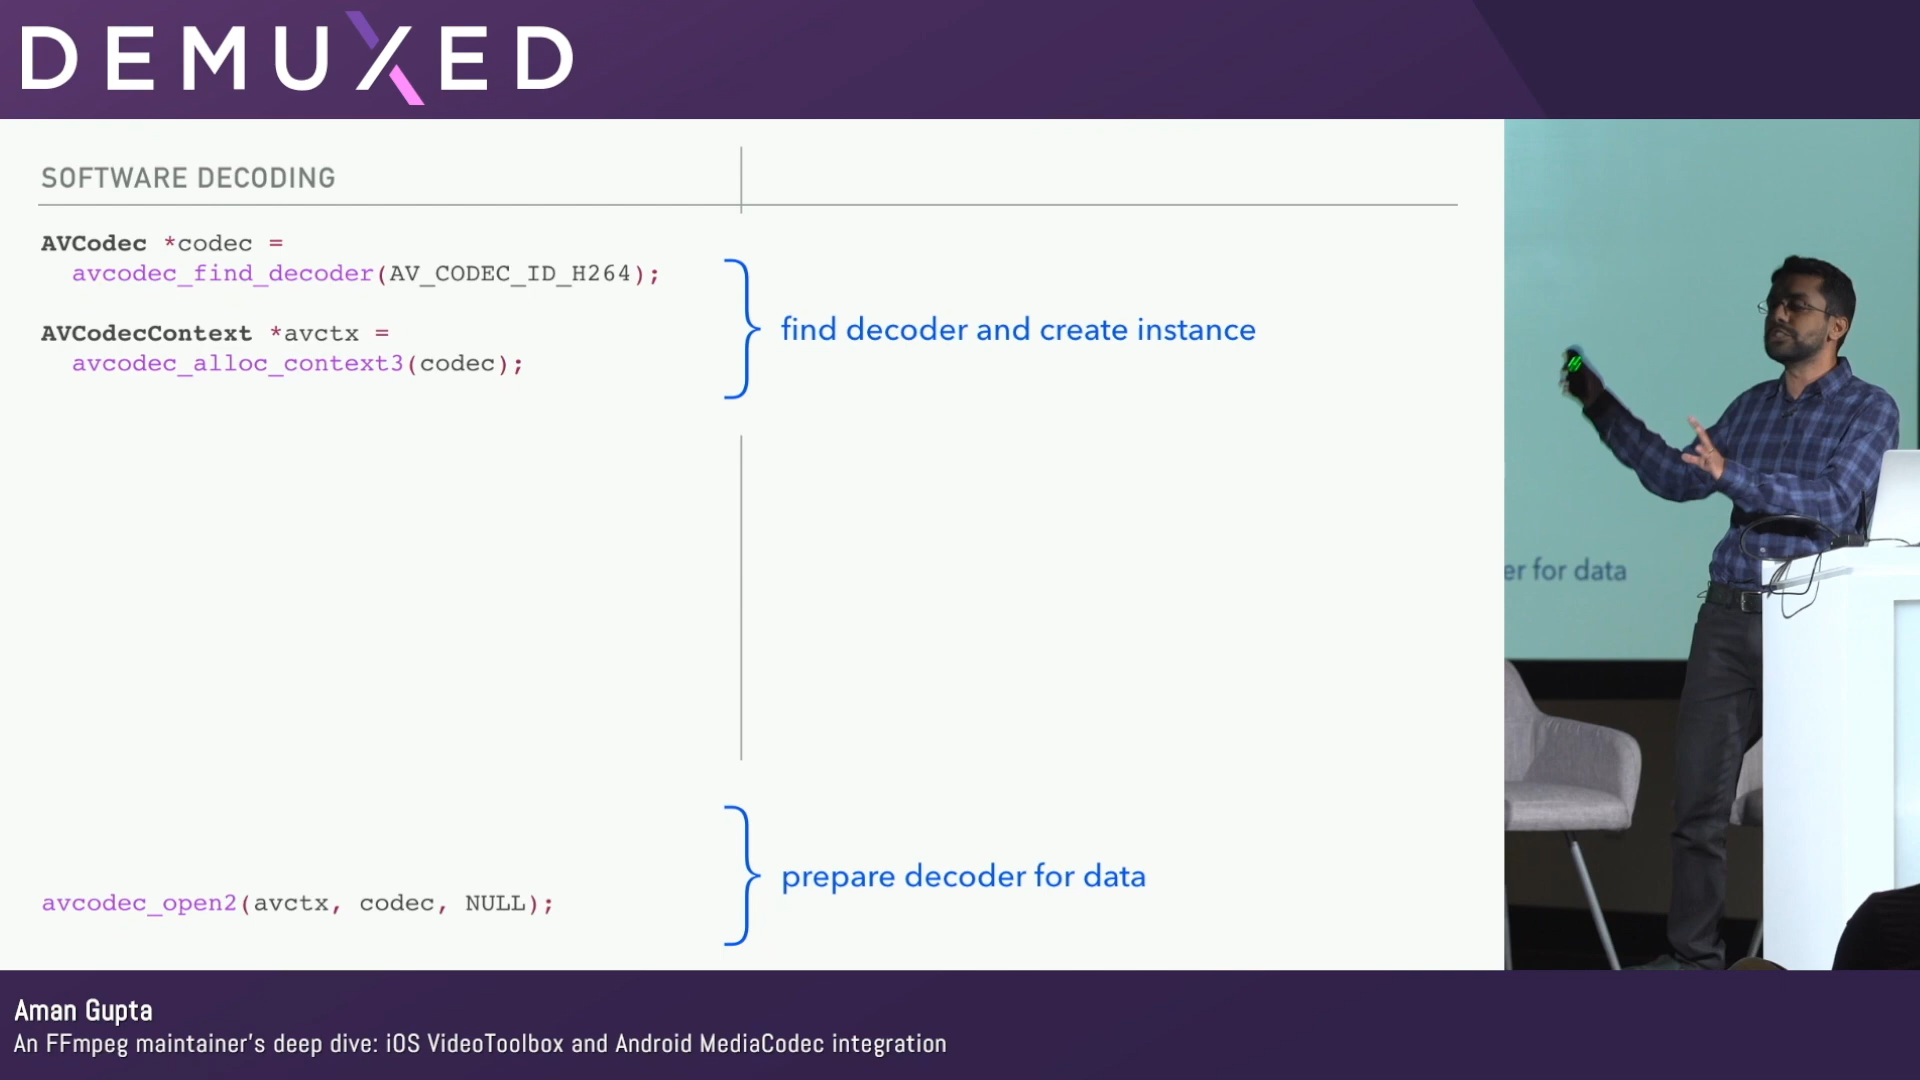 DEMUXED
SOFTWARE DECODING
AVCodec *codec =
avcodec_find_decoder(AV_CODEC_ID_H264);
AVCodecContext *avctx =
avcodec_alloc_context3(codec);
find decoder and create instance
avcodec_open2(avctx, codec, NULL);
prepare decoder for data
er for data
Aman Gupta
An FFmpeg maintainer's deep dive: iOS VideoToolbox and Android MediaCodec integration